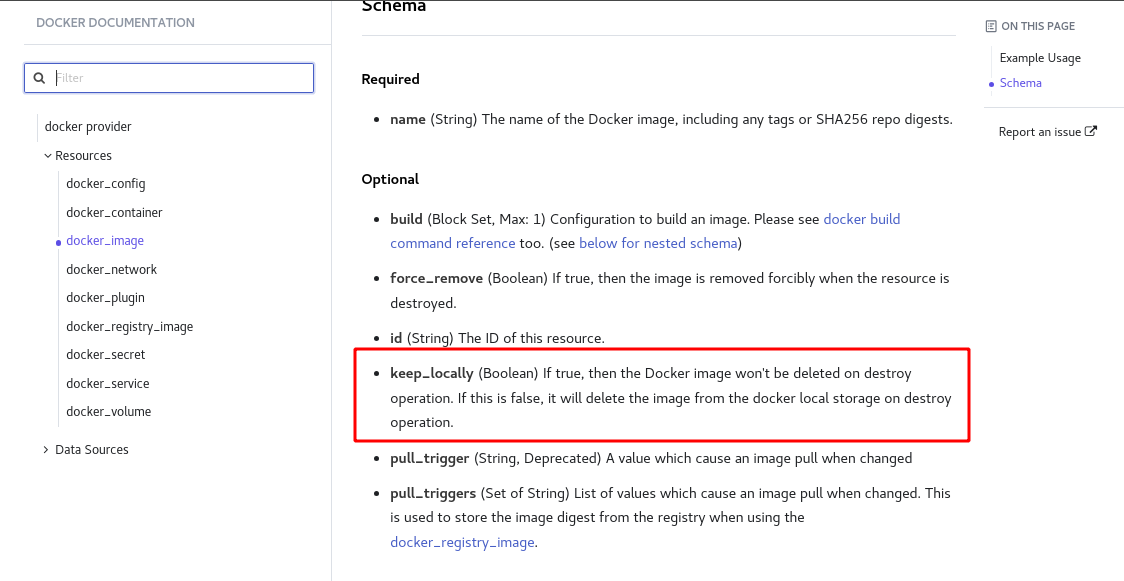 DOCKER DOCUMENTATION
Filter
docker provider
Resources
docker_config
docker_container
docker_image
docker_network
docker_plugin
docker_registry_image
docker_secret
docker_service
docker_volume
Data Sources
Schema
Required
name (String) The name of the Docker image, including any tags or SHA256 repo digests.
Optional
build (Block Set, Max: 1) Configuration to build an image. Please see docker build
command reference too. (see below for nested schema)
force_remove (Boolean) If true, then the image is removed forcibly when the resource is
destroyed.
id (String) The ID of this resource.
keep_locally (Boolean) If true, then the Docker image won't be deleted on destroy
operation. If this is false, it will delete the image from the docker local storage on destroy
operation.
pull_trigger (String, Deprecated) A value which cause an image pull when changed
pull_triggers (Set of String) List of values which cause an image pull when changed. This
is used to store the image digest from the registry when using the
docker_registry_image.
ON THIS PAGE
Example Usage
Schema
Report an issue